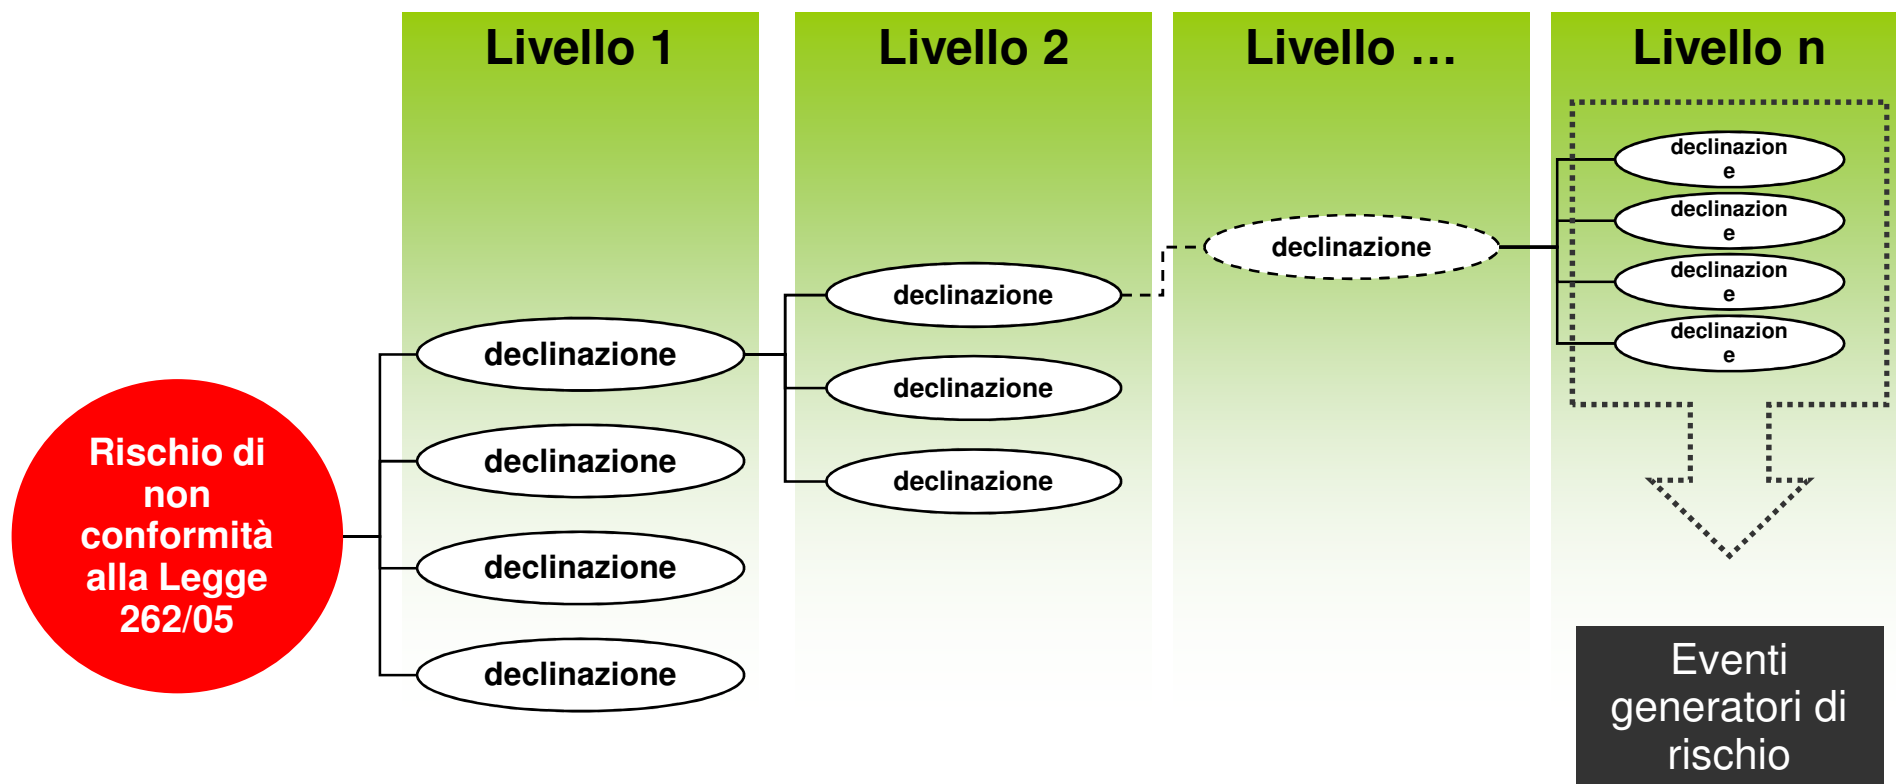 Livello 1
Livello 2
Livello …
Livello n
Rischio di
non
conformità
alla Legge
262/05
declinazione
declinazione
declinazione
declinazione
declinazione
declinazione
declinazione
declinazione
declinazion
e
declinazion
e
declinazion
e
declinazion
e
Eventi
generatori di
rischio